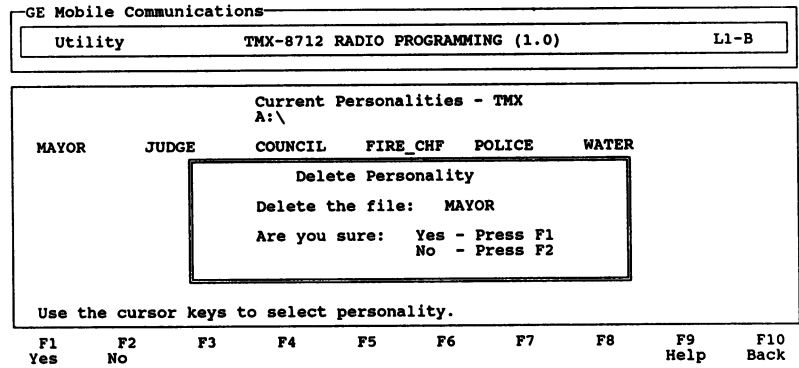 GE Mobile Communications
Utility TMX-8712 RADIO PROGRAMMING (1.0) L1-B
Current Personalities - TMX
A:\
MAYOR JUDGE COUNCIL FIRE_CHF POLICE WATER
Delete Personality
Delete the file: MAYOR
Are you sure: Yes - Press F1
No - Press F2
Use the cursor keys to select personality.
F1 F2 F3 F4 F5 F6 F7 F8 F9 F10
Yes No Help Back